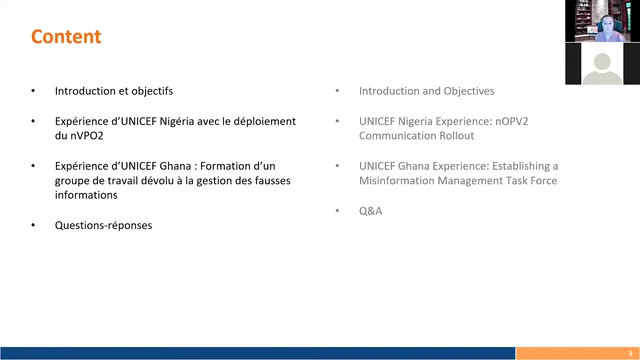 Content
• Introduction et objectifs
• Expérience d’UNICEF Nigéria avec le déploiement
du nVPO2
• Expérience d’UNICEF Ghana : Formation d’un
groupe de travail dévolu à la gestion des fausses
informations
• Questions-réponses
• Introduction and Objectives
• UNICEF Nigeria Experience: nOPV2
Communication Rollout
• UNICEF Ghana Experience: Establishing a
Misinformation Management Task Force
• Q&A
3